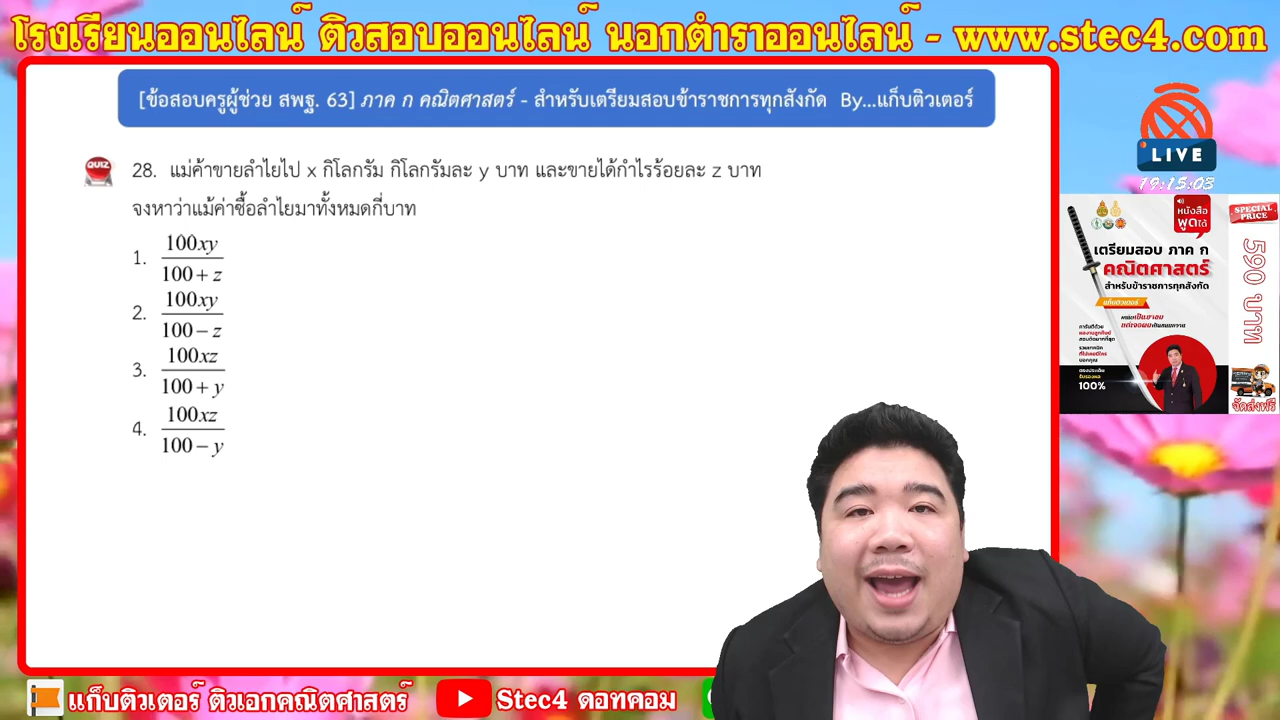 โรงเรียนออนไลน์ ติวสอบออนไลน์ นอกตำราออนไลน์ - www.stec4.com
[ข้อสอบครูผู้ช่วย สพฐ. 63] ภาค ก คณิตศาสตร์ - สำหรับเตรียมสอบข้าราชการทุกสังกัด By...แก็บติวเตอร์
QUIZ
28. แม่ค้าขายลำไยไป x กิโลกรัม กิโลกรัมละ y บาท และขายได้กำไรร้อยละ z บาท
จงหาว่าแม้ค่าซื้อลำไยมาทั้งหมดกี่บาท
1. 100xy
100 + z
2. 100xy
100 − z
3. 100xz
100 + y
4. 100xz
100 − y
LIVE
19:15:03
หนังสือ
พูดได้
เตรียมสอบ ภาค ก
คณิตศาสตร์
สำหรับข้าราชการทุกสังกัด
แก็บติวเตอร์
100%
SPECIAL
PRICE
590 บาท
จัดส่งฟรี
แก็บติวเตอร์ ติวเอกคณิตศาสตร์
Stec4 ดอทคอม